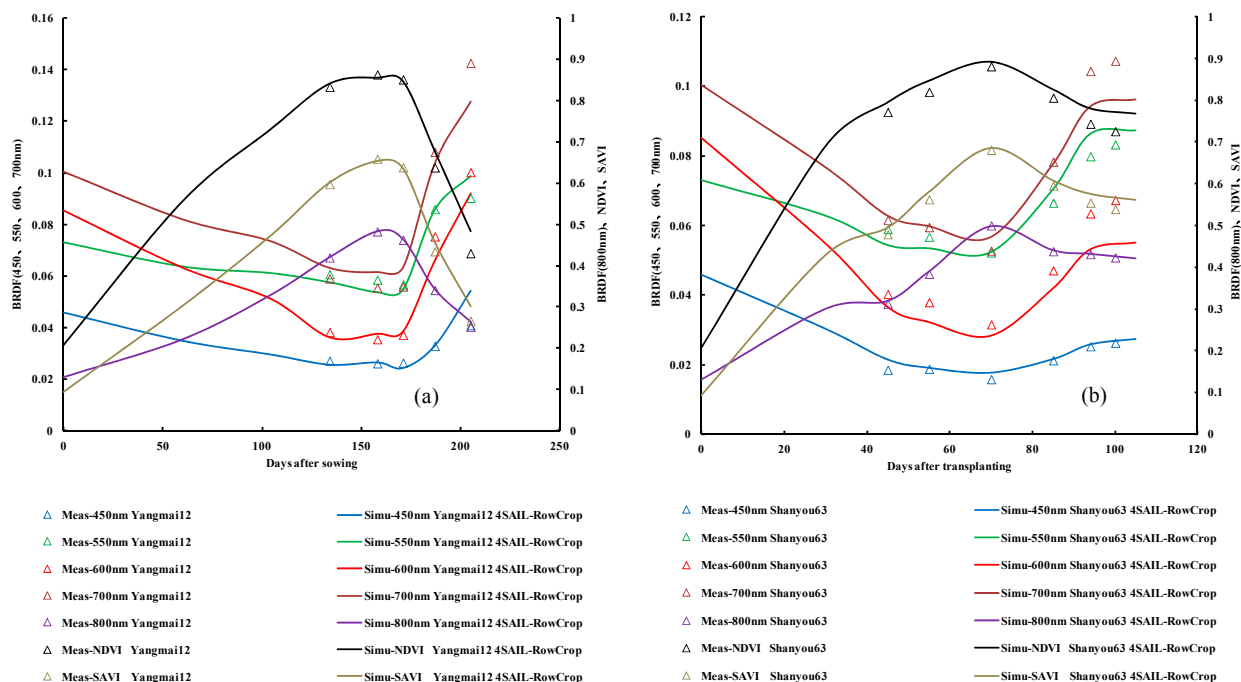 0.16
0.14
0.12
0.1
0.08
0.06
0.04
0.02
0
BRDF(450、550、600、700nm)
1
0.9
0.8
0.7
0.6
0.5
0.4
0.3
0.2
0.1
0
BRDF(800nm)、NDVI、SAVI
0 50 100 150 200 250
Days after sowing
(a)
0.12
0.1
0.08
0.06
0.04
0.02
0
BRDF(450、550、600、700nm)
1
0.9
0.8
0.7
0.6
0.5
0.4
0.3
0.2
0.1
0
BRDF(800nm)、NDVI、SAVI
0 20 40 60 80 100 120
Days after transplanting
(b)
Meas-450nm Yangmai12 Simu-450nm Yangmai12 4SAIL-RowCrop
Meas-550nm Yangmai12 Simu-550nm Yangmai12 4SAIL-RowCrop
Meas-600nm Yangmai12 Simu-600nm Yangmai12 4SAIL-RowCrop
Meas-700nm Yangmai12 Simu-700nm Yangmai12 4SAIL-RowCrop
Meas-800nm Yangmai12 Simu-800nm Yangmai12 4SAIL-RowCrop
Meas-NDVI Yangmai12 Simu-NDVI Yangmai12 4SAIL-RowCrop
Meas-SAVI Yangmai12 Simu-SAVI Yangmai12 4SAIL-RowCrop
Meas-450nm Shanyou63 Simu-450nm Shanyou63 4SAIL-RowCrop
Meas-550nm Shanyou63 Simu-550nm Shanyou63 4SAIL-RowCrop
Meas-600nm Shanyou63 Simu-600nm Shanyou63 4SAIL-RowCrop
Meas-700nm Shanyou63 Simu-700nm Shanyou63 4SAIL-RowCrop
Meas-800nm Shanyou63 Simu-800nm Shanyou63 4SAIL-RowCrop
Meas-NDVI Shanyou63 Simu-NDVI Shanyou63 4SAIL-RowCrop
Meas-SAVI Shanyou63 Simu-SAVI Shanyou63 4SAIL-RowCrop